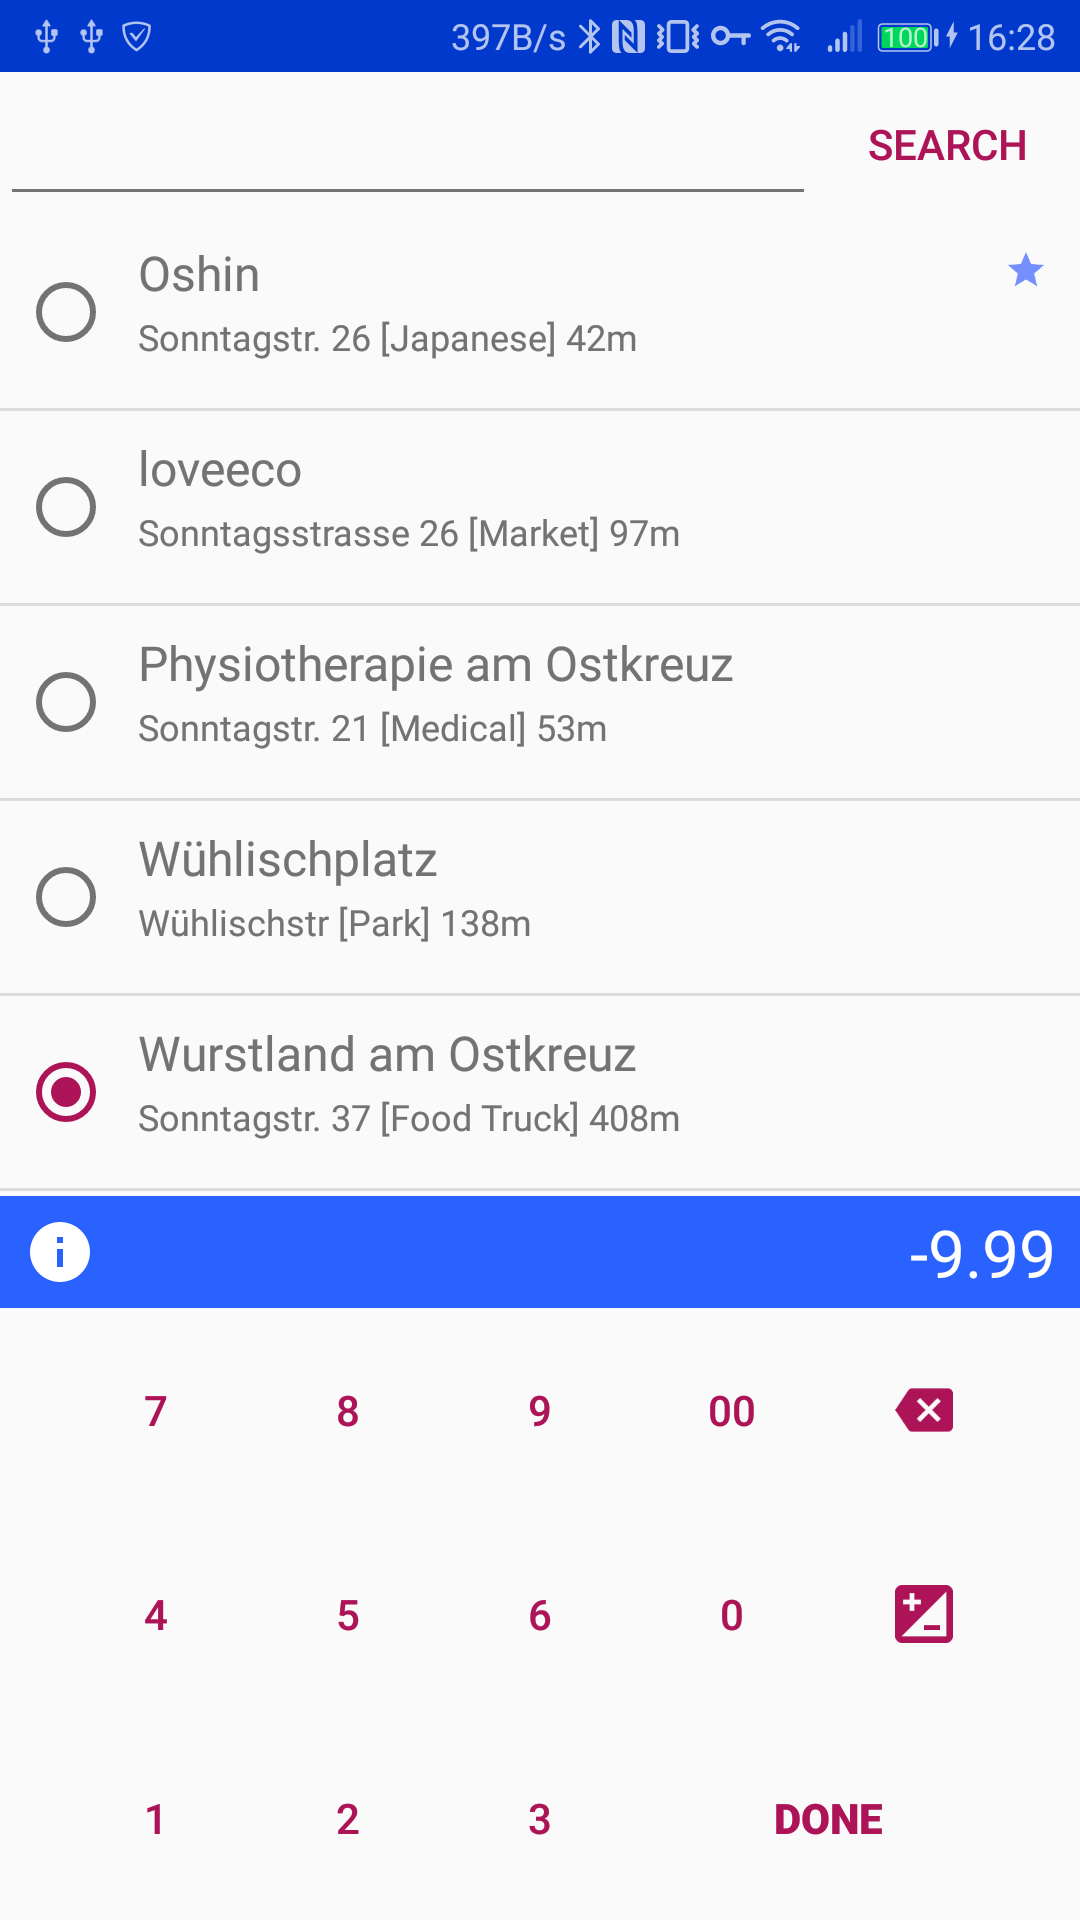 397B/s 100 16:28
SEARCH
Oshin
Sonntagstr. 26 [Japanese] 42m
loveeco
Sonntagsstrasse 26 [Market] 97m
Physiotherapie am Ostkreuz
Sonntagstr. 21 [Medical] 53m
Wühlischplatz
Wühlischstr [Park] 138m
Wurstland am Ostkreuz
Sonntagstr. 37 [Food Truck] 408m
-9.99
7 8 9 00
4 5 6 0
1 2 3 DONE